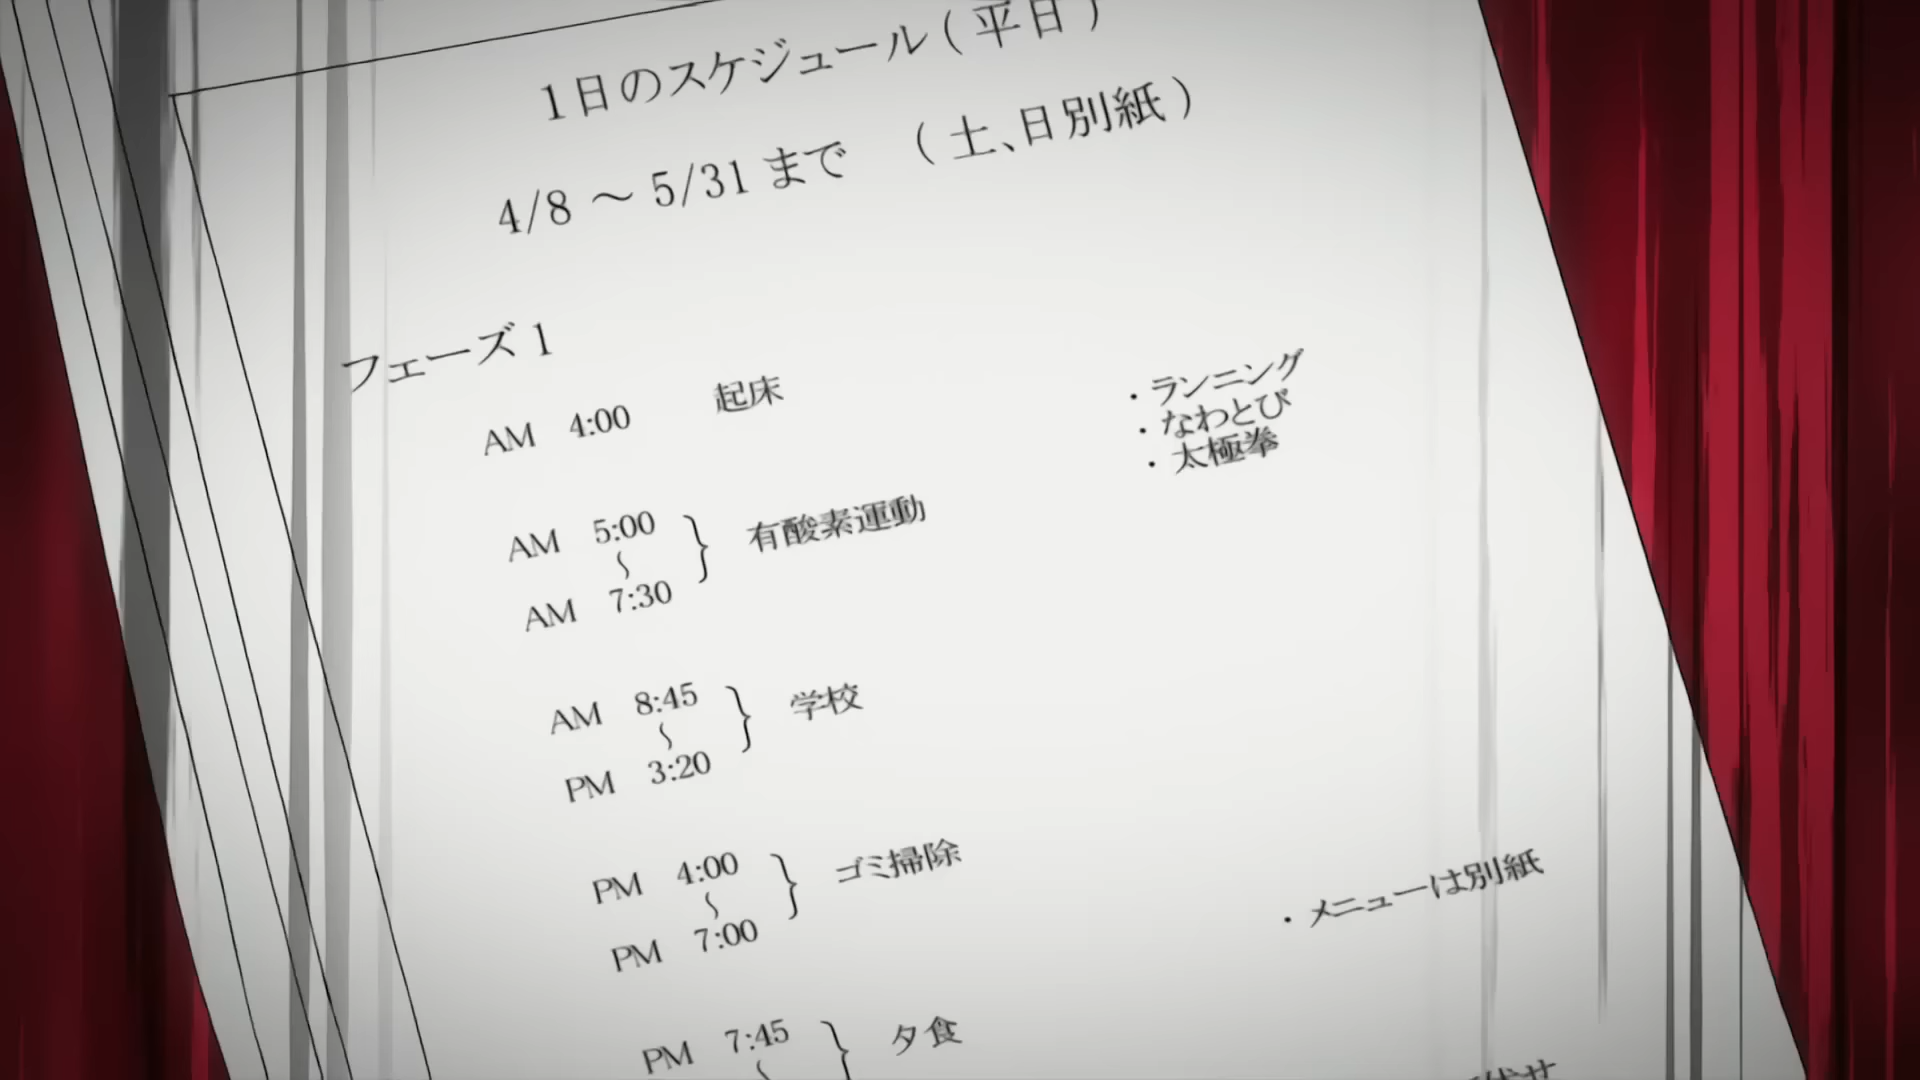 1日のスケジュール(平日)
4/8 ～ 5/31 まで (土、日別紙)
フェーズ 1
AM 4:00 起床
・ランニング
・なわとび
・太極拳
AM 5:00 ～ AM 7:30 } 有酸素運動
AM 8:45 ～ PM 3:20 } 学校
PM 4:00 ～ PM 7:00 } ゴミ掃除
・メニューは別紙
PM 7:45 ～ } 夕食